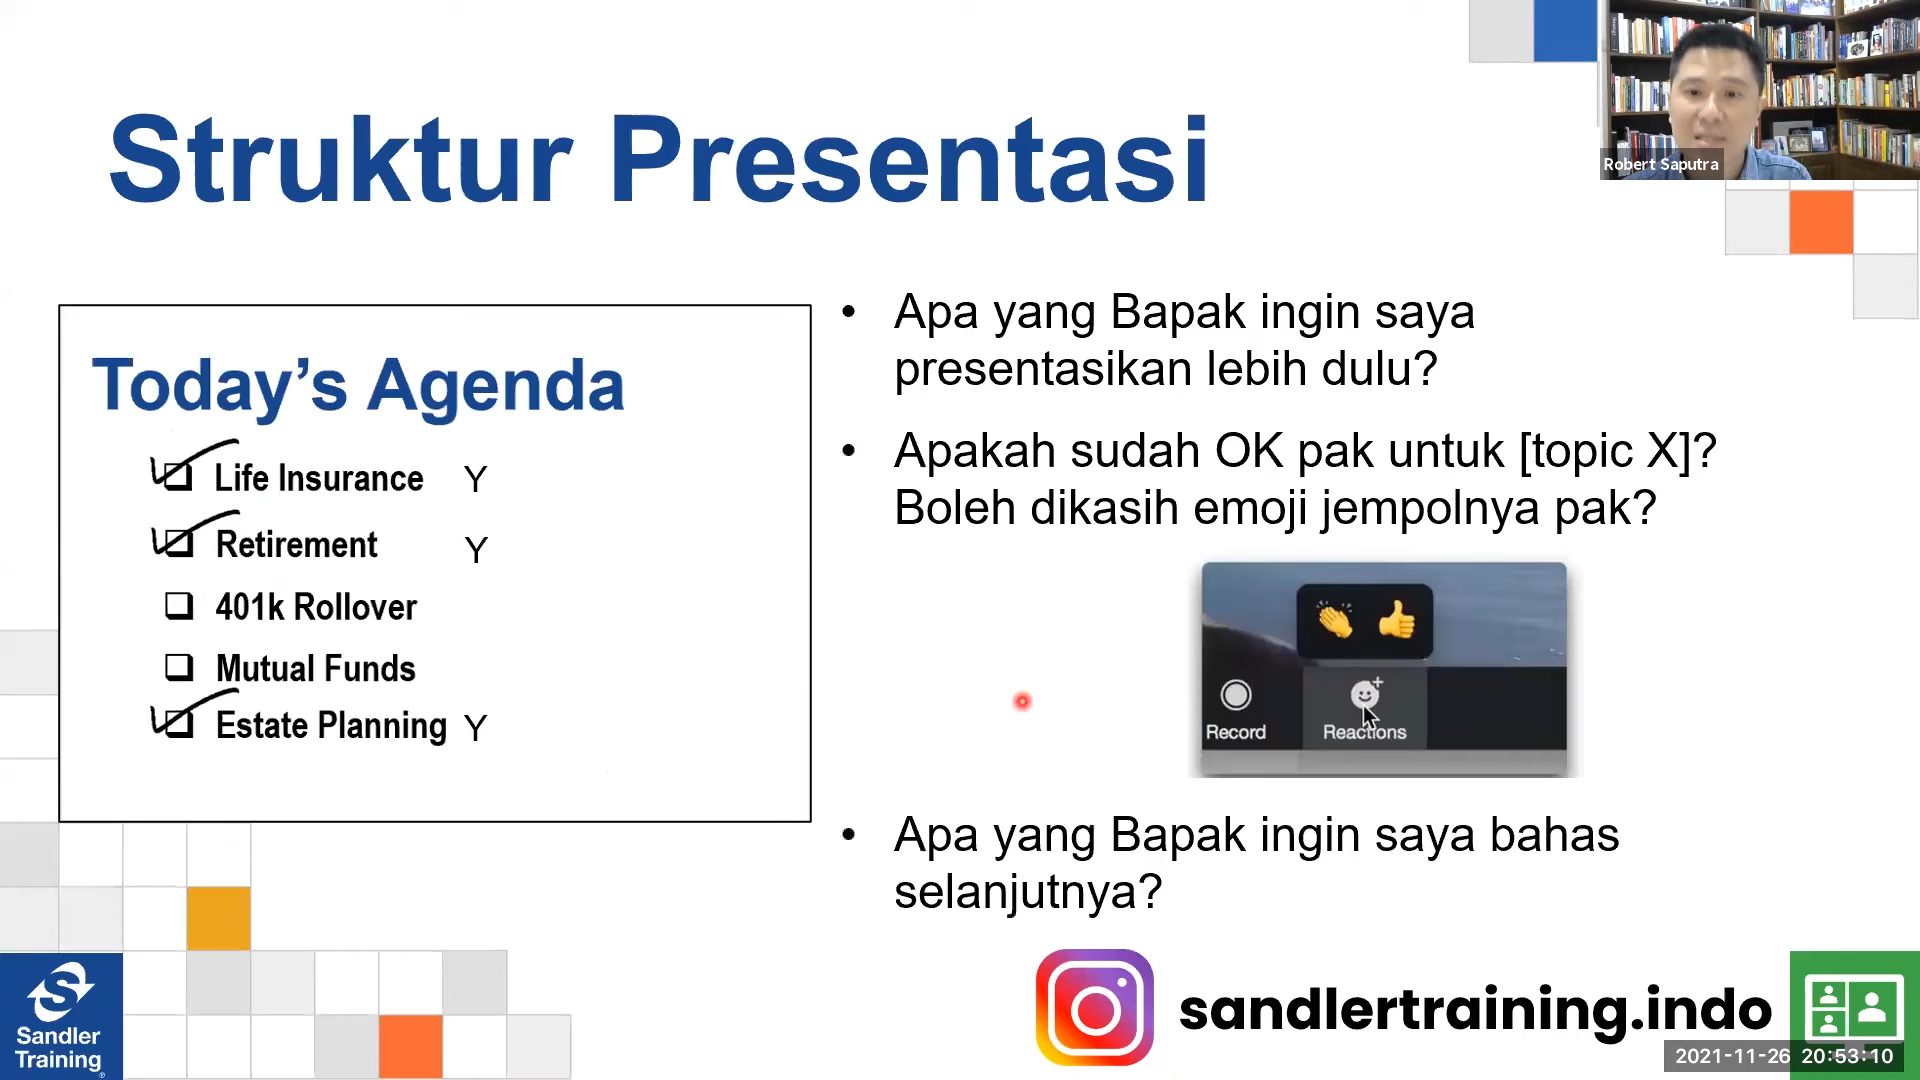 Struktur Presentasi
Robert Saputra
Today’s Agenda
Life Insurance Y
Retirement Y
401k Rollover
Mutual Funds
Estate Planning Y
• Apa yang Bapak ingin saya
presentasikan lebih dulu?
• Apakah sudah OK pak untuk [topic X]?
Boleh dikasih emoji jempolnya pak?
Record
Reactions
• Apa yang Bapak ingin saya bahas
selanjutnya?
Sandler
Training®
sandlertraining.indo
2021-11-26 20:53:10